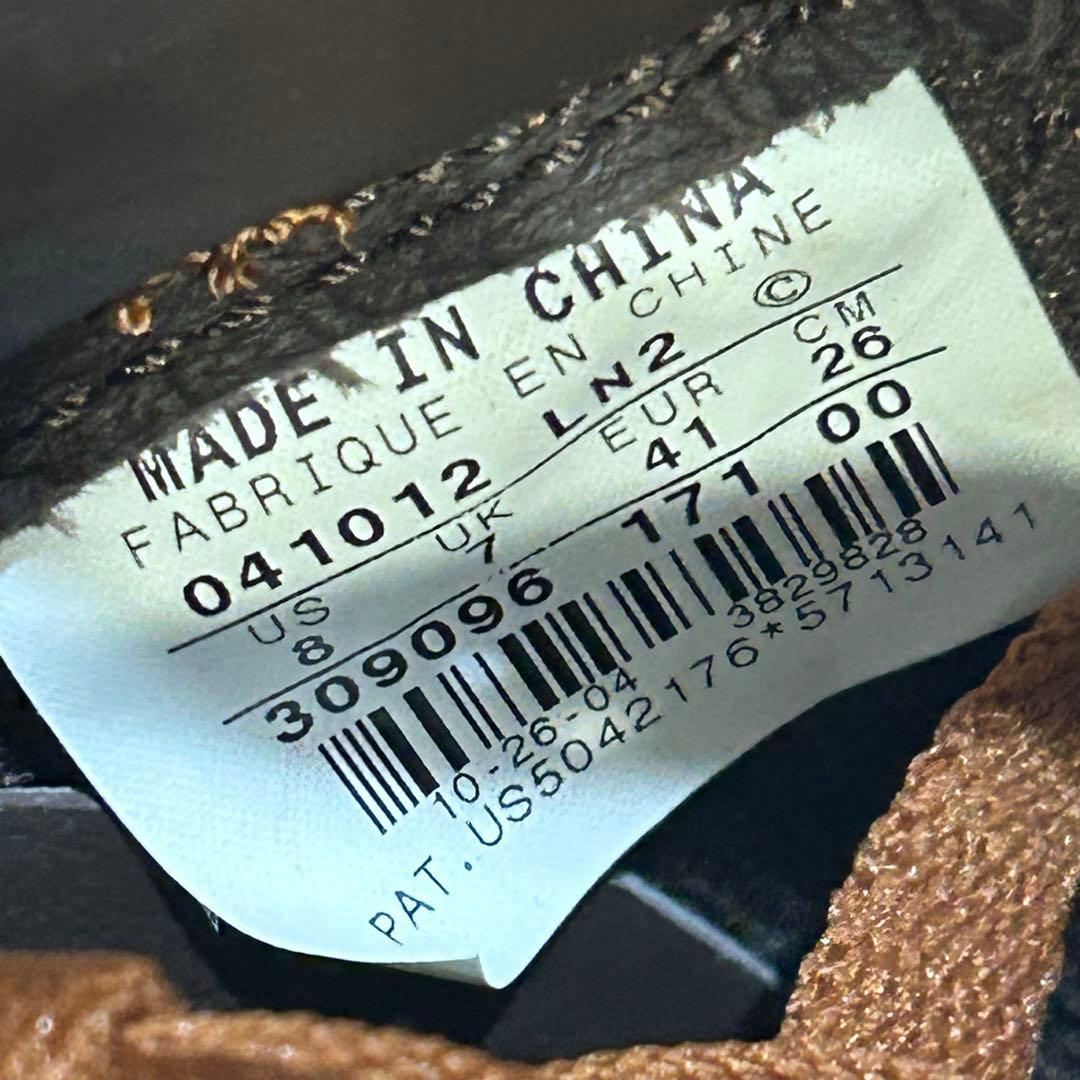 MADE IN CHINA
FABRIQUE EN CHINE
041012 LN2 ©
US UK EUR CM
8 7 41 26
309096 171 00
10-26-04 3829828
PAT.US5042176*5713141